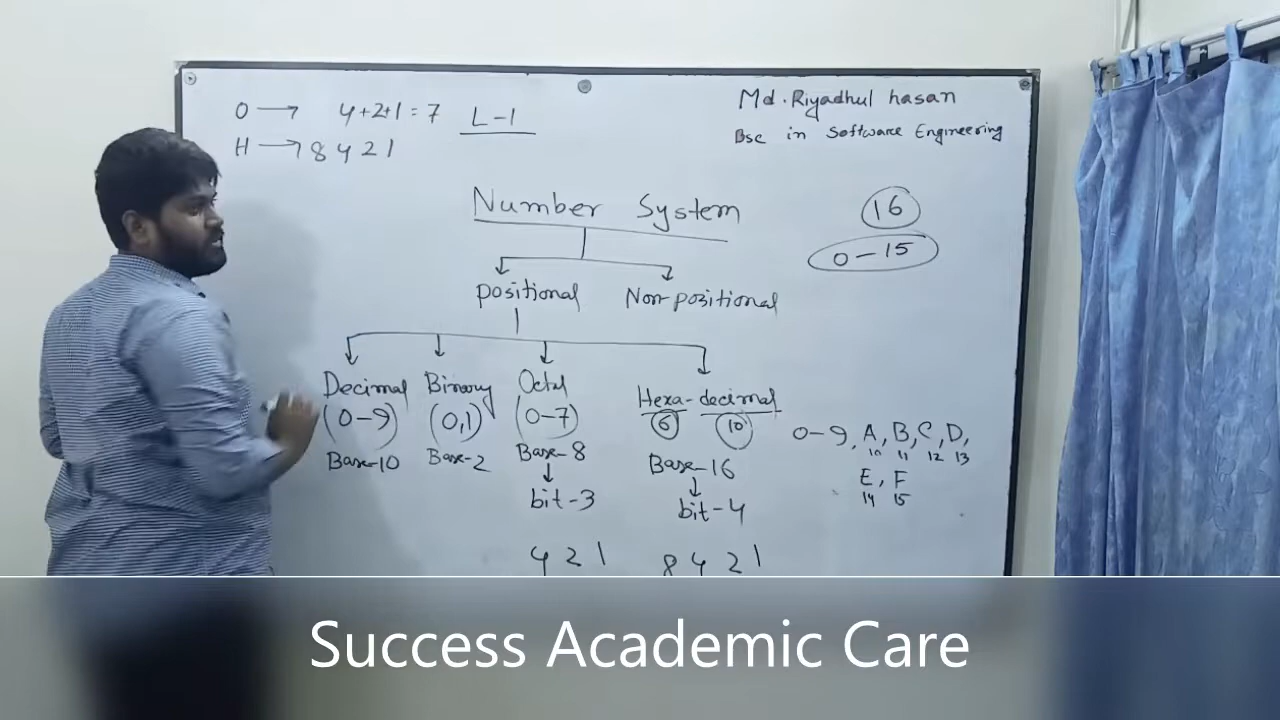 O → 4+2+1 = 7
H → 8 4 2 1
L-1
Md. Riyadhul hasan
Bsc in Software Engineering
Number System
16
0-15
positional
Non-positional
Decimal
(0-9)
Base-10
Binary
(0,1)
Base-2
Octal
(0-7)
Base-8
↓
bit-3
4 2 1
Hexa-decimal
6 10
Base-16
↓
bit-4
8 4 2 1
0-9, A, B, C, D,
10 11 12 13
E, F
14 15
Success Academic Care